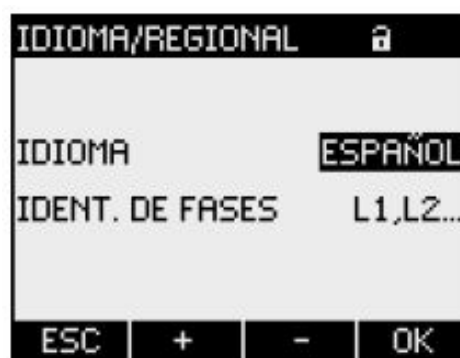 IDIOMA/REGIONAL
IDIOMA ESPAÑOL
IDENT. DE FASES L1,L2...
ESC + - OK